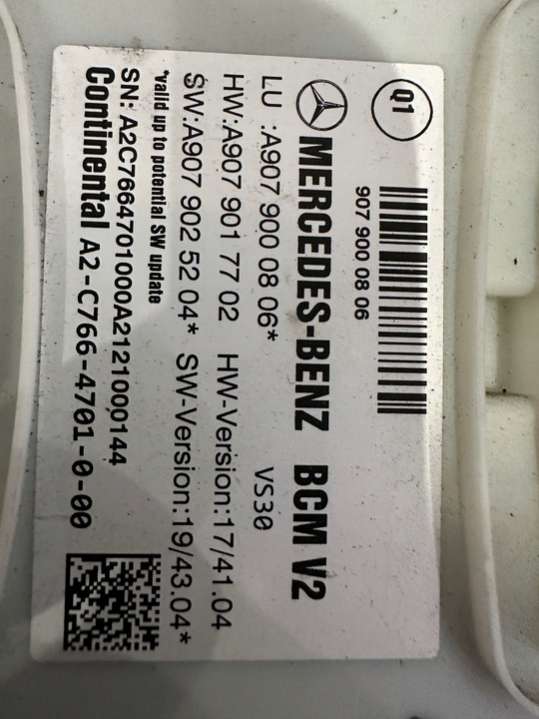 Q1
907 900 08 06
MERCEDES-BENZ BCM V2
LU :A907 900 08 06* VS30
HW:A907 901 77 02 HW-Version:17/41.04
SW:A907 902 52 04* SW-Version:19/43.04*
*valid up to potential SW update
SN: A2C7664701000A2121000144
Continental A2-C766-4701-0-00